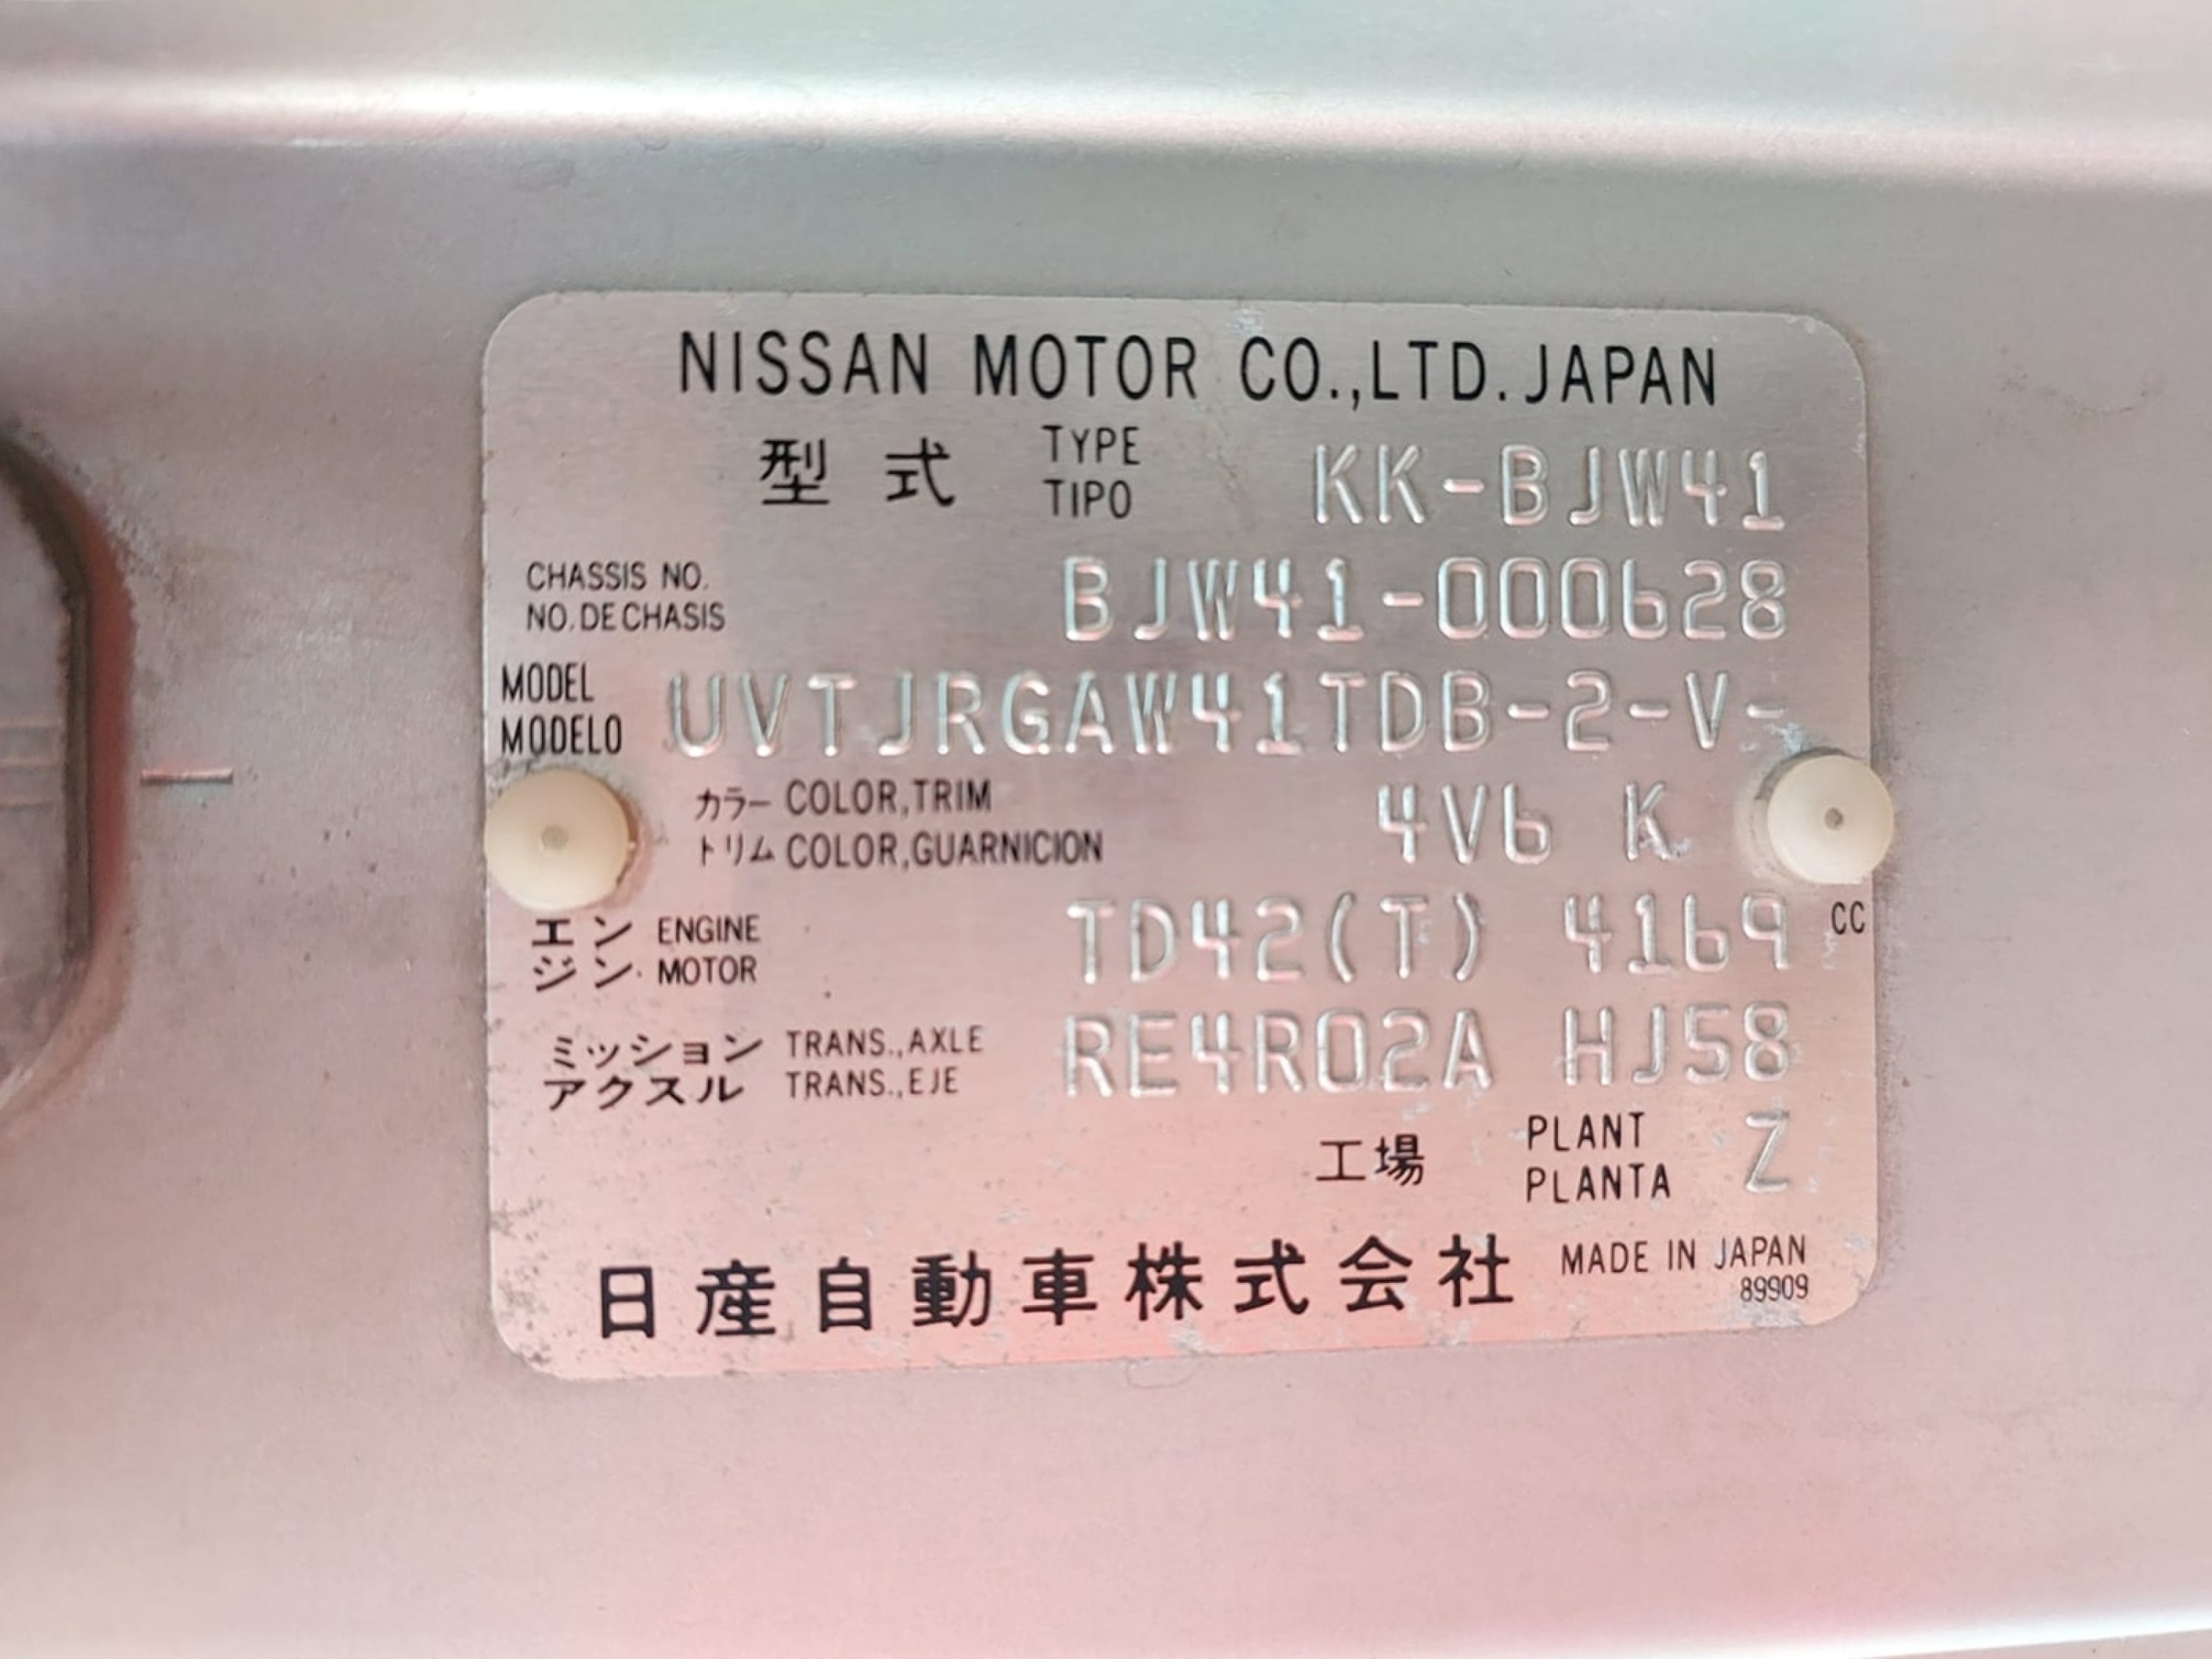 NISSAN MOTOR CO.,LTD.JAPAN
型式 TYPE KK-BJW41
TIPO
CHASSIS NO. BJW41-000628
NO.DE CHASIS
MODEL UVTJRGAW41TDB-2-V-
MODELO
カラー COLOR,TRIM 4V6 K
トリム COLOR,GUARNICION
エン ENGINE TD42(T) 4169 CC
ジン MOTOR
ミッション TRANS.,AXLE RE4R02A HJ58
アクスル TRANS.,EJE
工場 PLANT Z
PLANTA
日産自動車株式会社 MADE IN JAPAN
89909